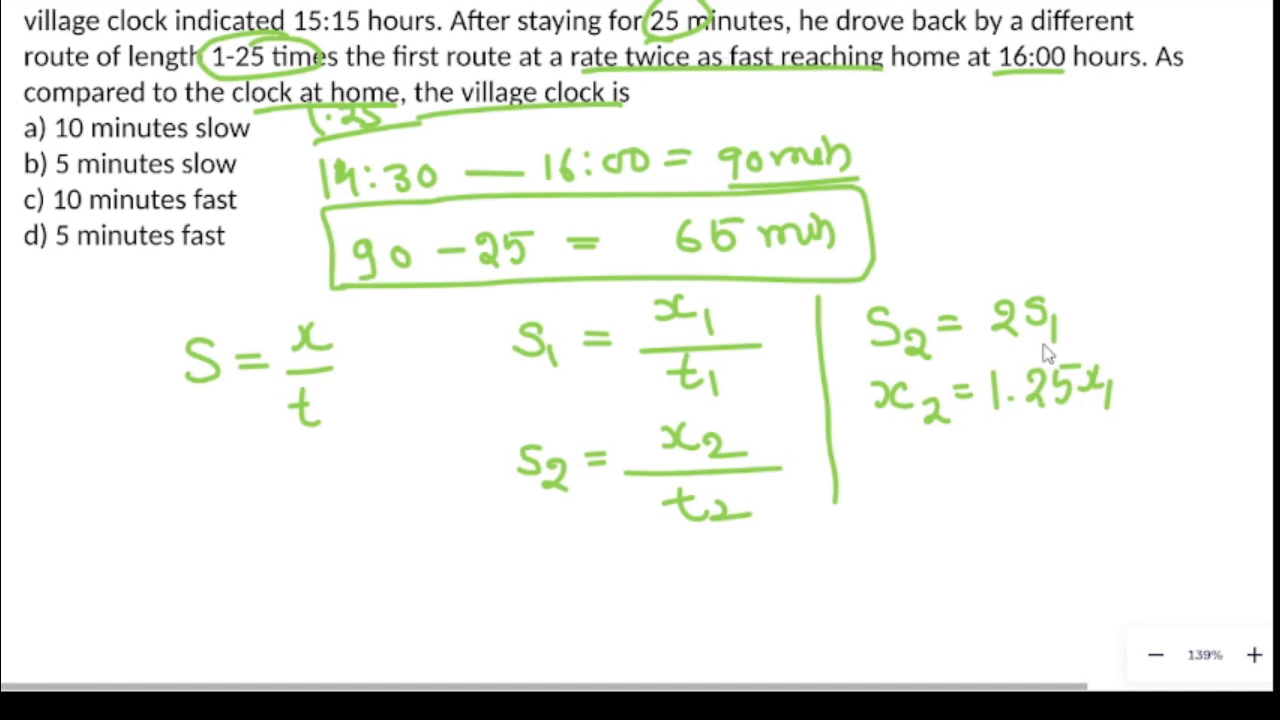 village clock indicated 15:15 hours. After staying for 25 minutes, he drove back by a different
route of length 1-25 times the first route at a rate twice as fast reaching home at 16:00 hours. As
compared to the clock at home, the village clock is
1.25
a) 10 minutes slow
b) 5 minutes slow
c) 10 minutes fast
d) 5 minutes fast
14:30 — 16:00 = 90 min
90 - 25 = 65 min
S = x/t
S1 = x1/t1
S2 = x2/t2
S2 = 2S1
x2 = 1.25x1
− 139% +